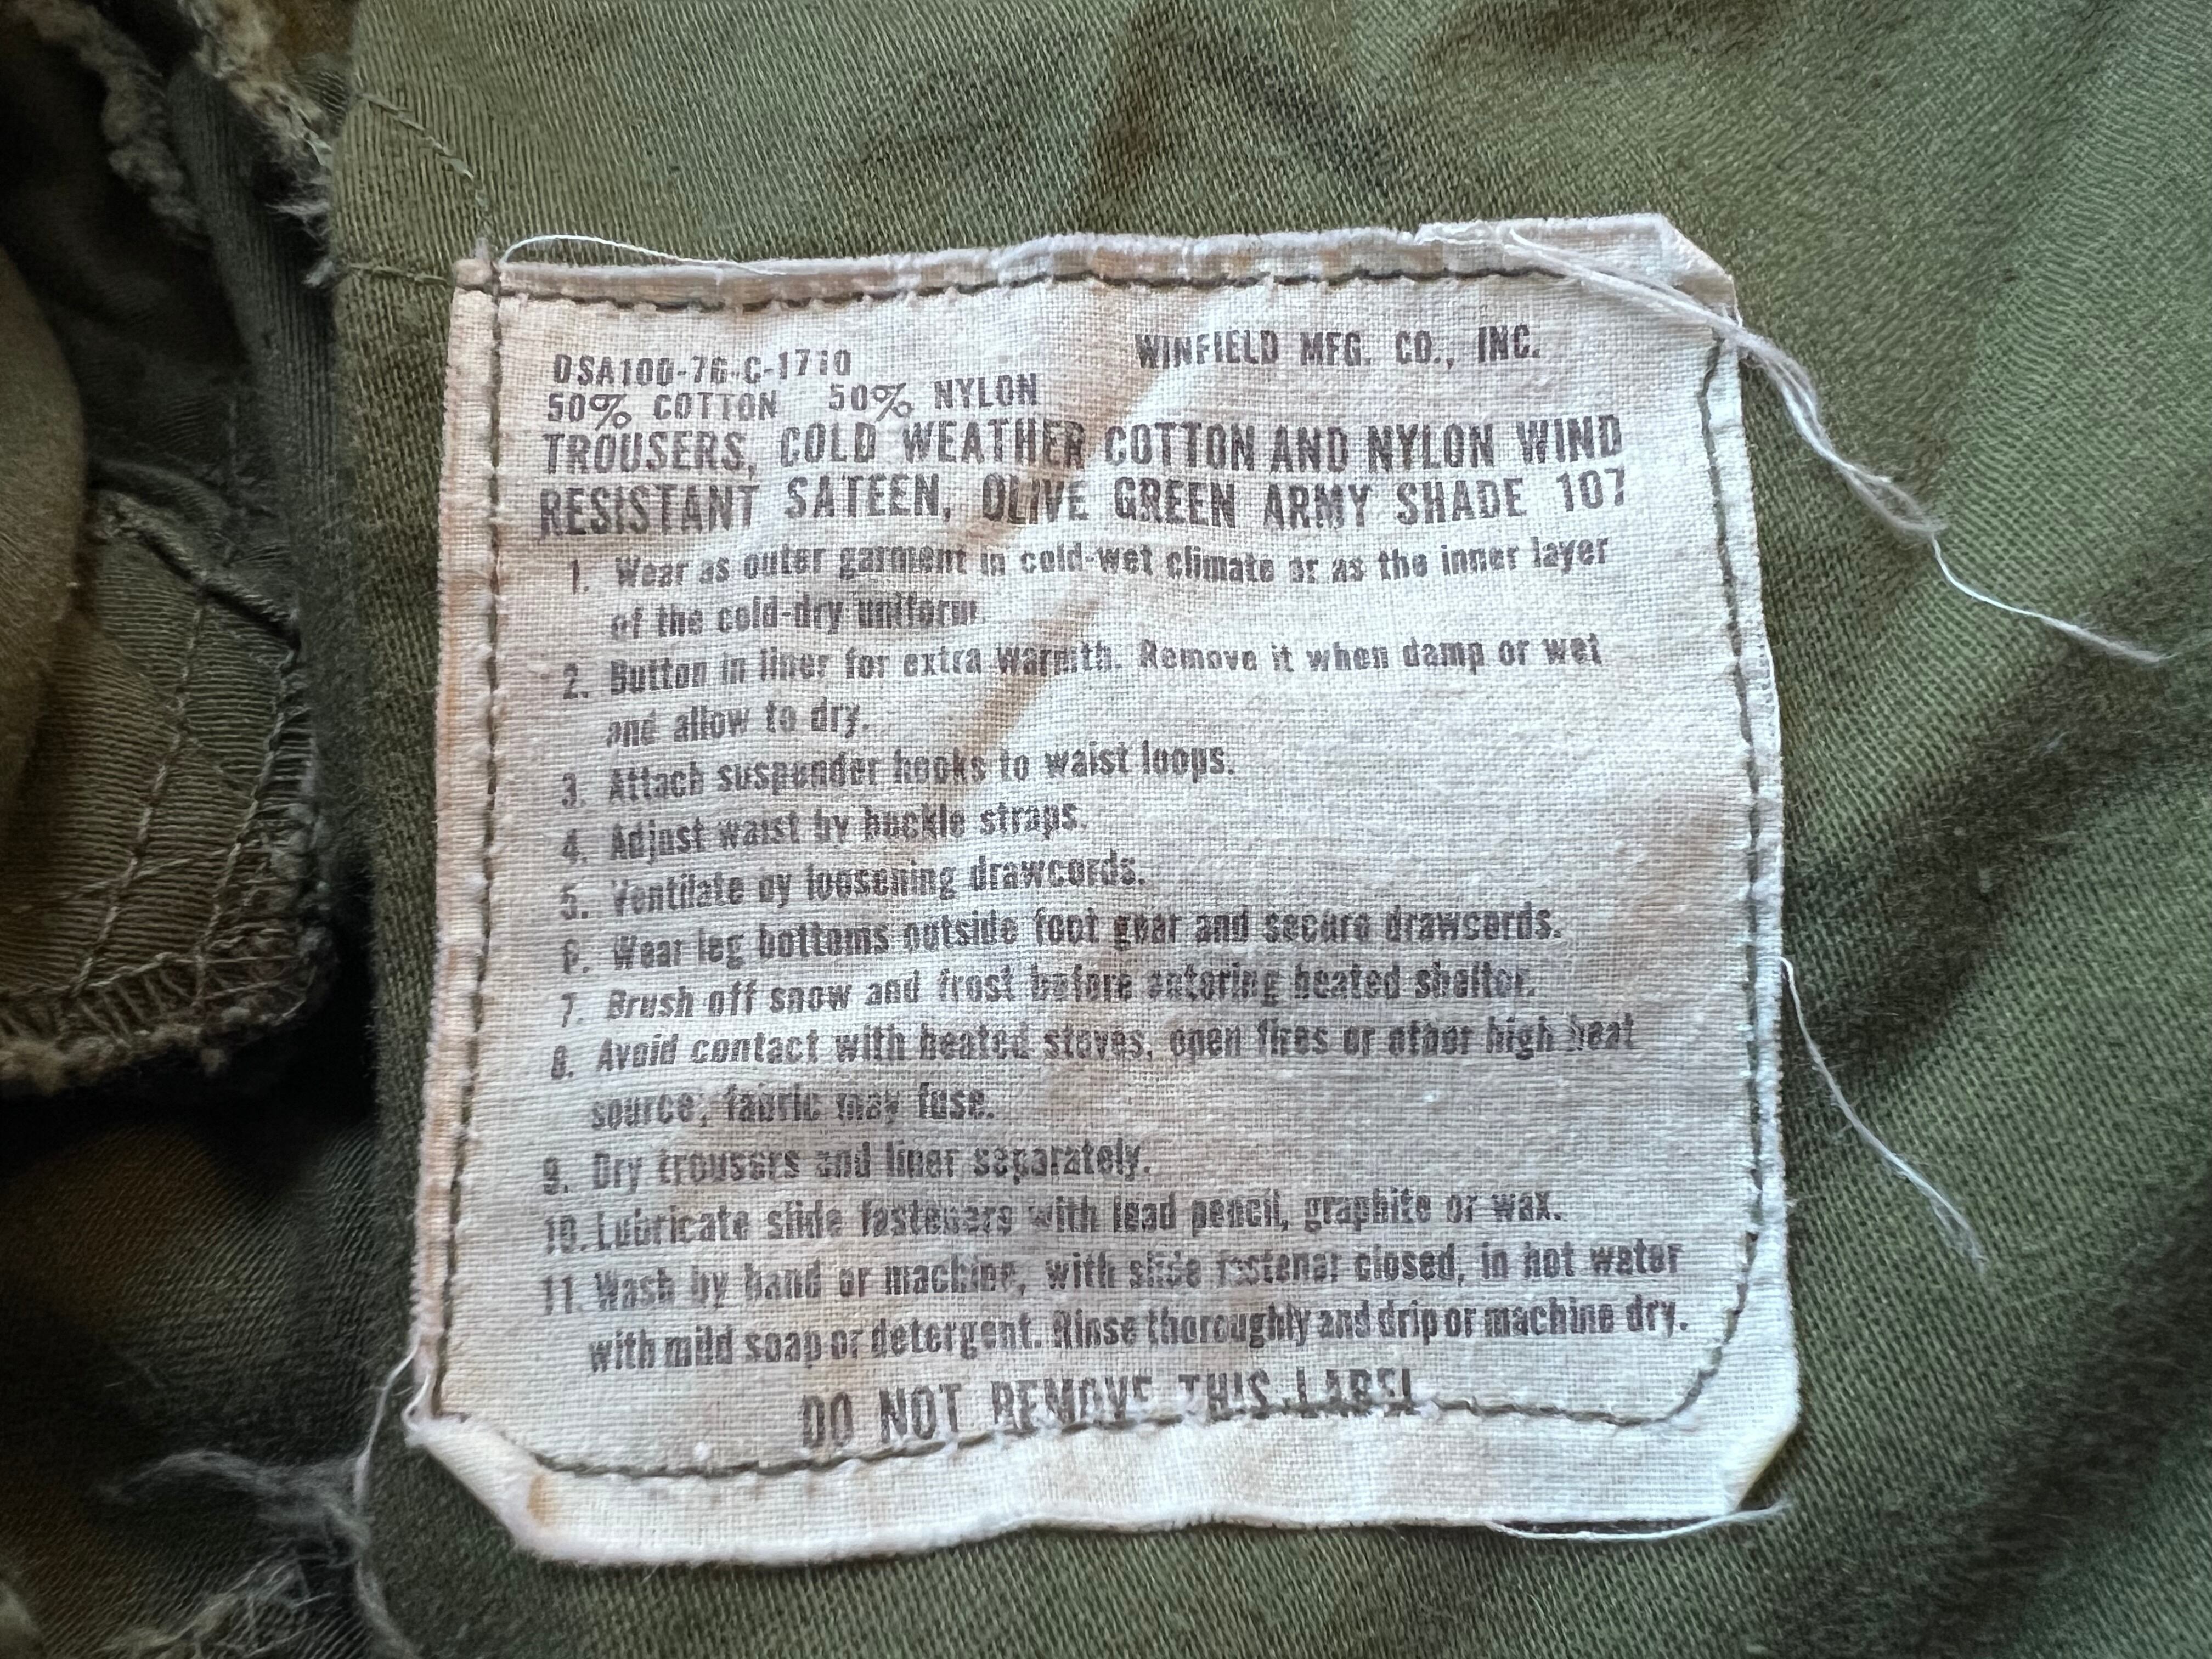 DSA100-76-C-1710
WINFIELD MFG. CO., INC.
50% COTTON 50% NYLON
TROUSERS, COLD WEATHER COTTON AND NYLON WIND
RESISTANT SATEEN, OLIVE GREEN ARMY SHADE 107
1. Wear as outer garment in cold-wet climate or as the inner layer
of the cold-dry uniform.
2. Button in liner for extra warmth. Remove it when damp or wet
and allow to dry.
3. Attach suspender hooks to waist loops.
4. Adjust waist by buckle straps.
5. Ventilate by loosening drawcords.
6. Wear leg bottoms outside foot gear and secure drawcords.
7. Brush off snow and frost before entering heated shelter.
8. Avoid contact with heated stoves, open fires or other high heat
source; fabric may fuse.
9. Dry trousers and liner separately.
10. Lubricate slide fasteners with lead pencil, graphite or wax.
11. Wash by hand or machine, with slide fastener closed, in hot water
with mild soap or detergent. Rinse thoroughly and drip or machine dry.
DO NOT REMOVE THIS LABEL